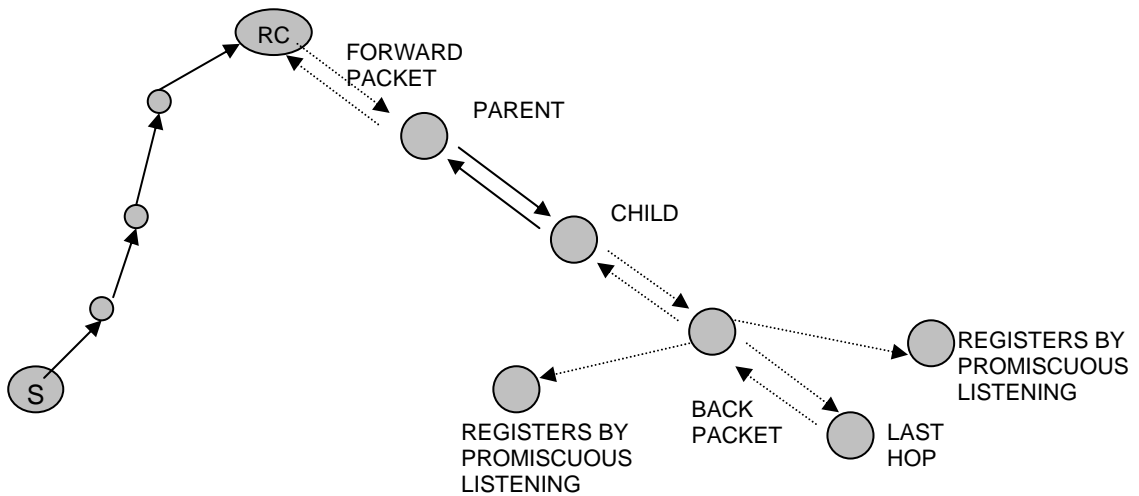 RC
FORWARD
PACKET
PARENT
CHILD
REGISTERS BY
PROMISCUOUS
LISTENING
S
BACK
PACKET
LAST
HOP
REGISTERS BY
PROMISCUOUS
LISTENING